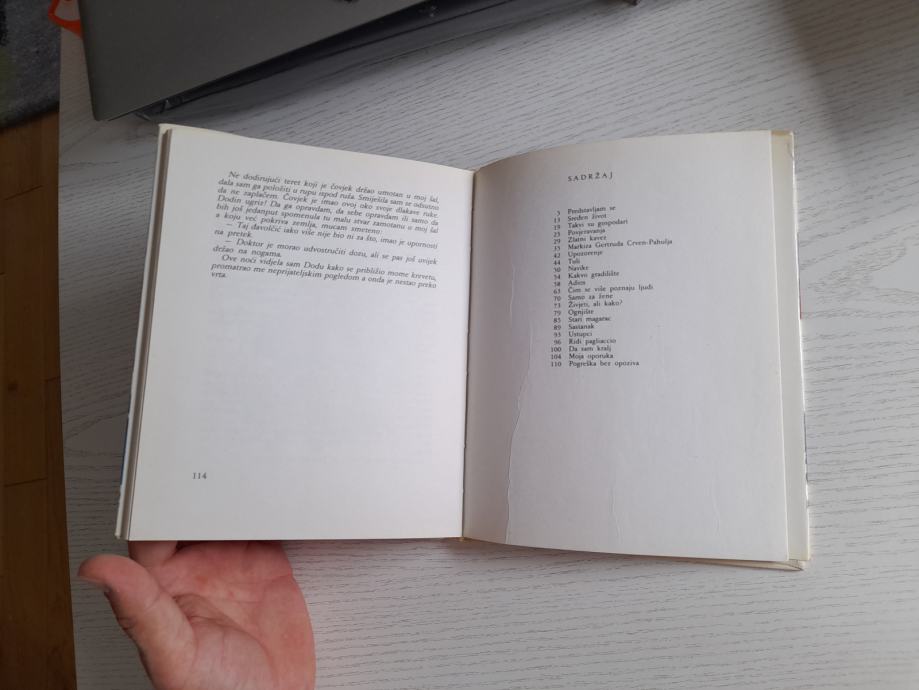 Ne dodirujući teret koji je čovjek držao umotan u moj šal,
dala sam ga položiti u rupu ispod ruža. Smiješila sam se odsutno
da ne zaplačem. Čovjek je imao ovoj oko svoje dlakave ruke.
Dodin ugriz! Da ga opravdam, da sebe opravdam ili samo da
bih još jedanput spomenula tu malu stvar zamotanu u moj šal
a koju već pokriva zemlja, mucam smeteno:
— Taj đavolčić iako više nije bio ni za što, imao je upornosti
na pretek.
— Doktor je morao udvostručiti dozu, ali se pas još uvijek
držao na nogama.
Ove noći vidjela sam Dodu kako se približio mome krevetu,
promatrao me neprijateljskim pogledom a onda je nestao preko
vrta.
114
SADRŽAJ
5 Predstavljam se
13 Sređen život
19 Takvi su gospodari
23 Povjeravanja
29 Zlatni kavez
35 Markiza Gertruda Crven-Pahulja
42 Upozorenje
44 Tuli
50 Navike
54 Kakvo gradilište
58 Adios
63 Čim se više poznaju ljudi
70 Samo za žene
73 Živjeti, ali kako?
79 Ognjište
85 Stari magarac
89 Sastanak
93 Ustupci
96 Ridi pagliaccio
100 Da sam kralj
104 Moja oporuka
110 Pogreška bez opoziva